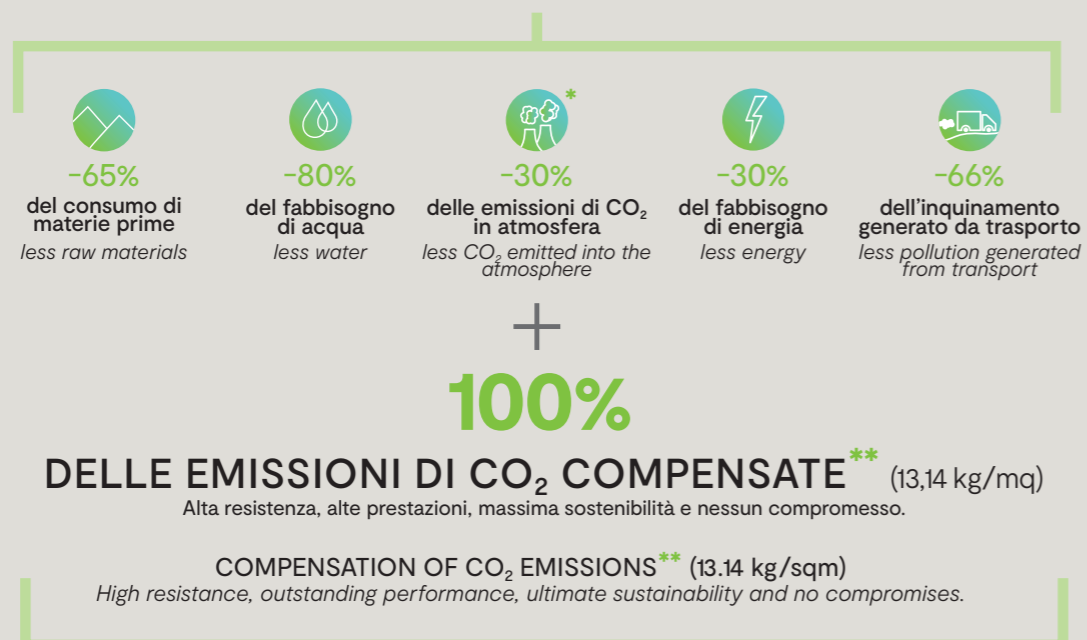 *
-65%
del consumo di
materie prime
less raw materials
-80%
del fabbisogno
di acqua
less water
-30%
delle emissioni di CO₂
in atmosfera
less CO₂ emitted into the
atmosphere
-30%
del fabbisogno
di energia
less energy
-66%
dell'inquinamento
generato da trasporto
less pollution generated
from transport
+
100%
DELLE EMISSIONI DI CO₂ COMPENSATE** (13,14 kg/mq)
Alta resistenza, alte prestazioni, massima sostenibilità e nessun compromesso.
COMPENSATION OF CO₂ EMISSIONS** (13.14 kg/sqm)
High resistance, outstanding performance, ultimate sustainability and no compromises.